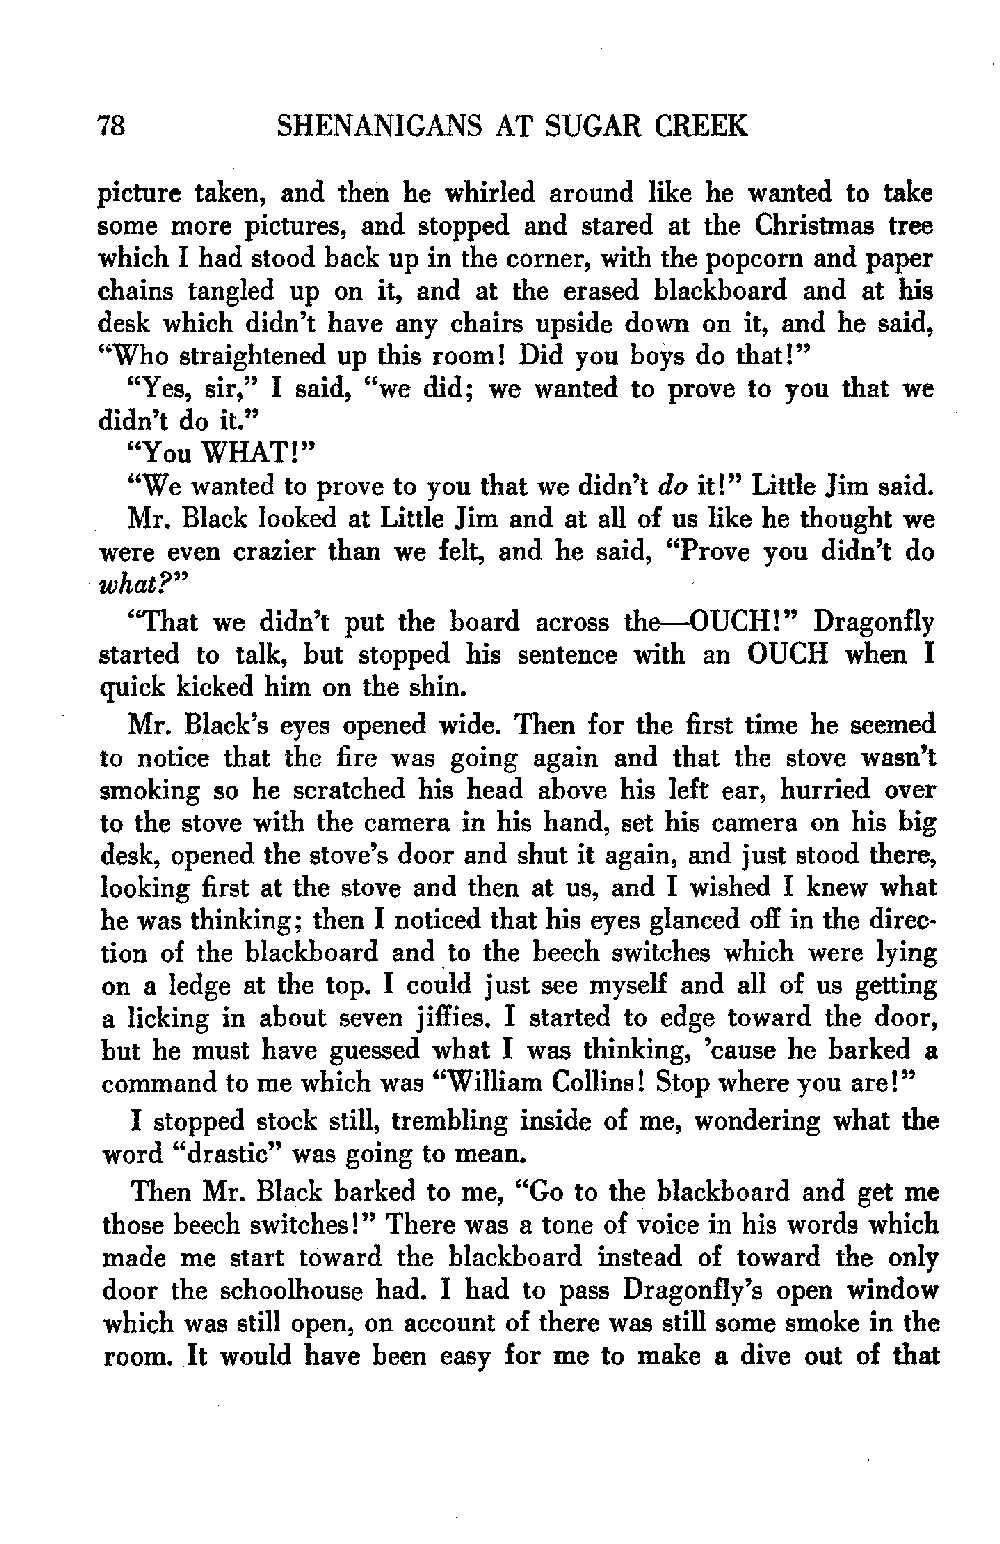 78 SHENANIGANS AT SUGAR CREEK
picture taken, and then he whirled around like he wanted to take
some more pictures, and stopped and stared at the Christmas tree
which I had stood back up in the corner, with the popcorn and paper
chains tangled up on it, and at the erased blackboard and at his
desk which didn't have any chairs upside down on it, and he said,
“Who straightened up this room! Did you boys do that!”
“Yes, sir,” I said, “we did; we wanted to prove to you that we
didn't do it.”
“You WHAT!”
“We wanted to prove to you that we didn't do it!” Little Jim said.
Mr. Black looked at Little Jim and at all of us like he thought we
were even crazier than we felt, and he said, “Prove you didn't do
what?”
“That we didn't put the board across the—OUCH!” Dragonfly
started to talk, but stopped his sentence with an OUCH when I
quick kicked him on the shin.
Mr. Black's eyes opened wide. Then for the first time he seemed
to notice that the fire was going again and that the stove wasn't
smoking so he scratched his head above his left ear, hurried over
to the stove with the camera in his hand, set his camera on his big
desk, opened the stove's door and shut it again, and just stood there,
looking first at the stove and then at us, and I wished I knew what
he was thinking; then I noticed that his eyes glanced off in the direc-
tion of the blackboard and to the beech switches which were lying
on a ledge at the top. I could just see myself and all of us getting
a licking in about seven jiffies. I started to edge toward the door,
but he must have guessed what I was thinking, 'cause he barked a
command to me which was “William Collins! Stop where you are!”
I stopped stock still, trembling inside of me, wondering what the
word “drastic” was going to mean.
Then Mr. Black barked to me, “Go to the blackboard and get me
those beech switches!” There was a tone of voice in his words which
made me start toward the blackboard instead of toward the only
door the schoolhouse had. I had to pass Dragonfly's open window
which was still open, on account of there was still some smoke in the
room. It would have been easy for me to make a dive out of that